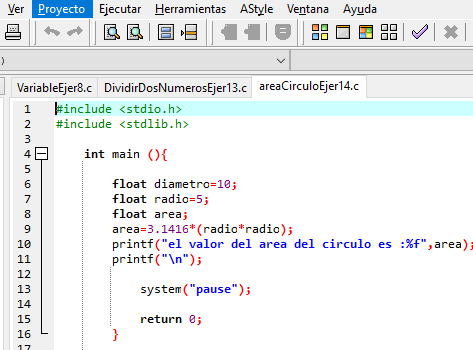 Ver Proyecto Ejecutar Herramientas AStyle Ventana Ayuda
)
VariableEjer8.c DividirDosNumerosEjer13.c areaCirculoEjer14.c
1 #include <stdio.h>
2 #include <stdlib.h>
3
4 int main (){
5
6 float diametro=10;
7 float radio=5;
8 float area;
9 area=3.1416*(radio*radio);
10 printf("el valor del area del circulo es :%f",area);
11 printf("\n");
12
13 system("pause");
14
15 return 0;
16 }
17